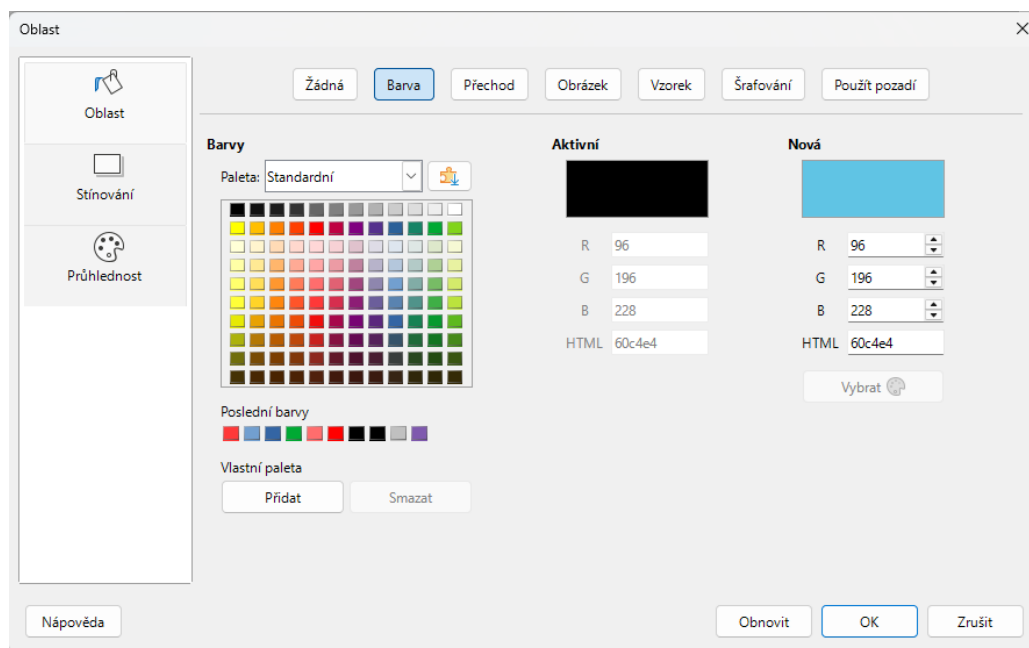 Oblast
Oblast
Stínování
Průhlednost
Žádná Barva Přechod Obrázek Vzorek Šrafování Použít pozadí
Barvy
Paleta: Standardní
Poslední barvy
Vlastní paleta
Přidat Smazat
Aktivní
R 96
G 196
B 228
HTML 60c4e4
Nová
R 96
G 196
B 228
HTML 60c4e4
Vybrat
Nápověda Obnovit OK Zrušit